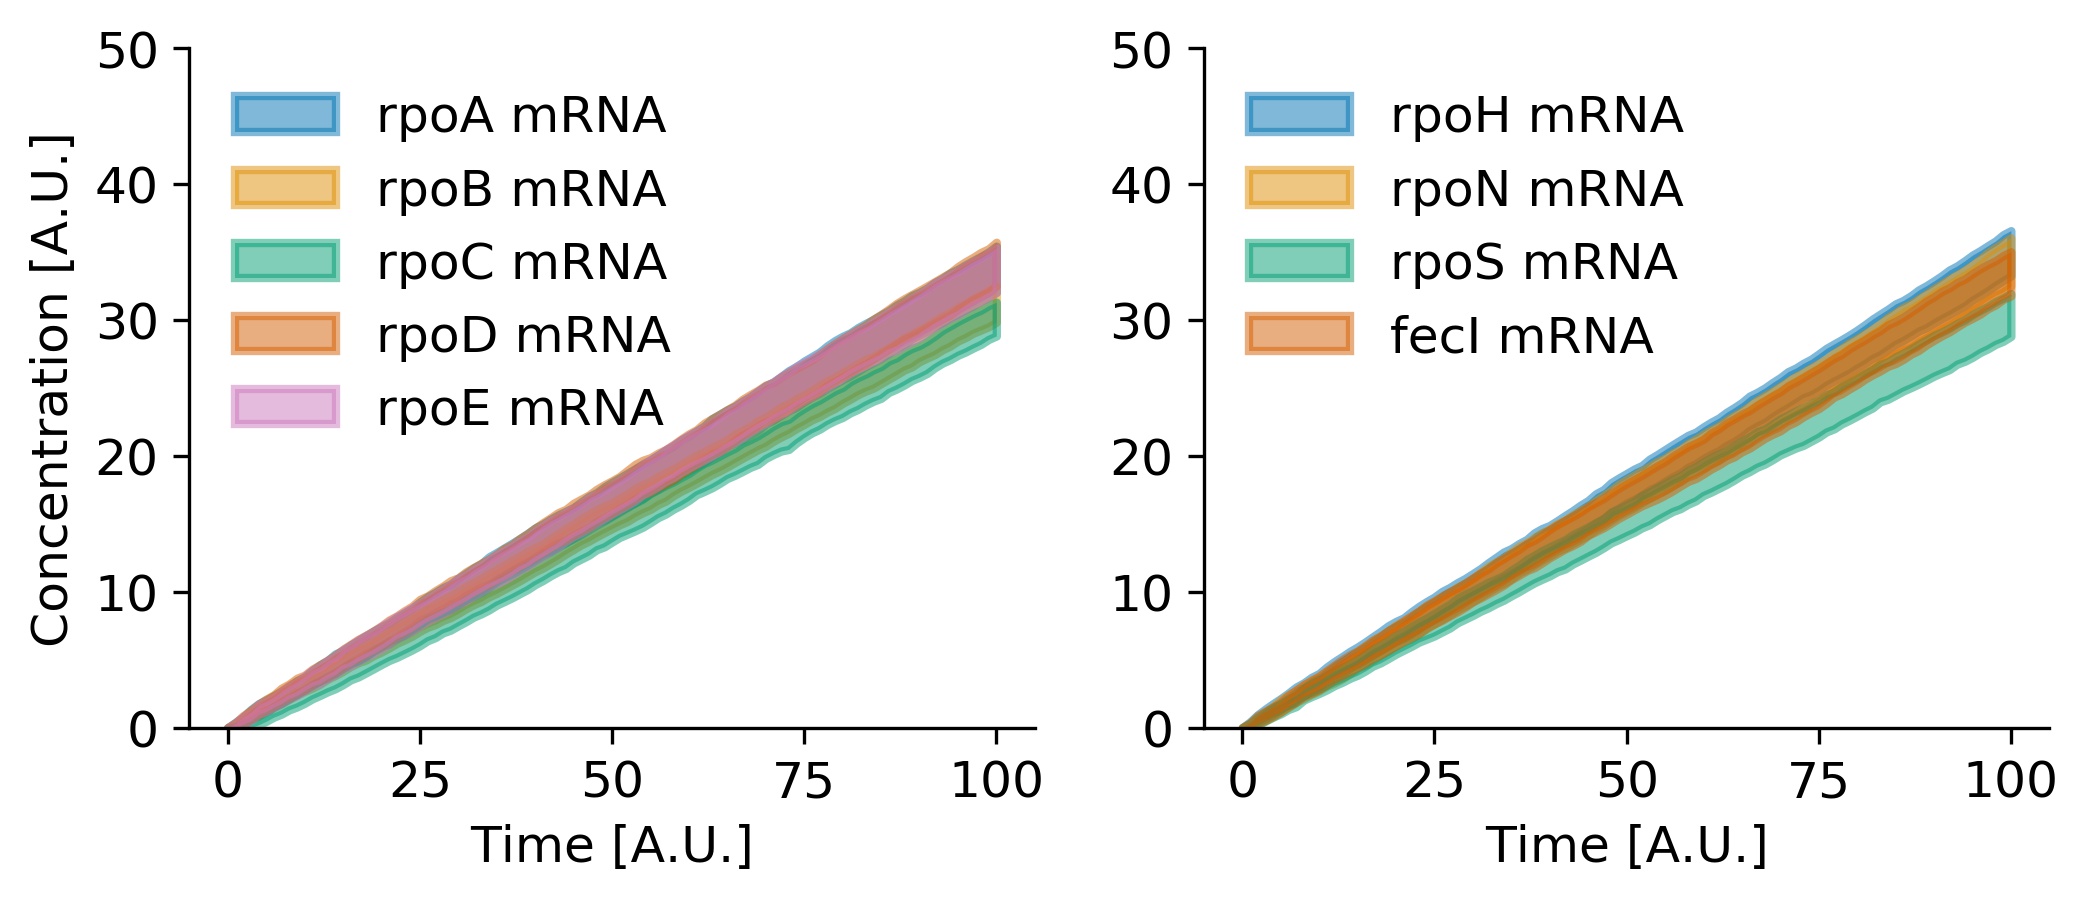 Concentration [A.U.]
50
40
30
20
10
0
rpoA mRNA
rpoB mRNA
rpoC mRNA
rpoD mRNA
rpoE mRNA
0 25 50 75 100
Time [A.U.]
50
40
30
20
10
0
rpoH mRNA
rpoN mRNA
rpoS mRNA
fecI mRNA
0 25 50 75 100
Time [A.U.]